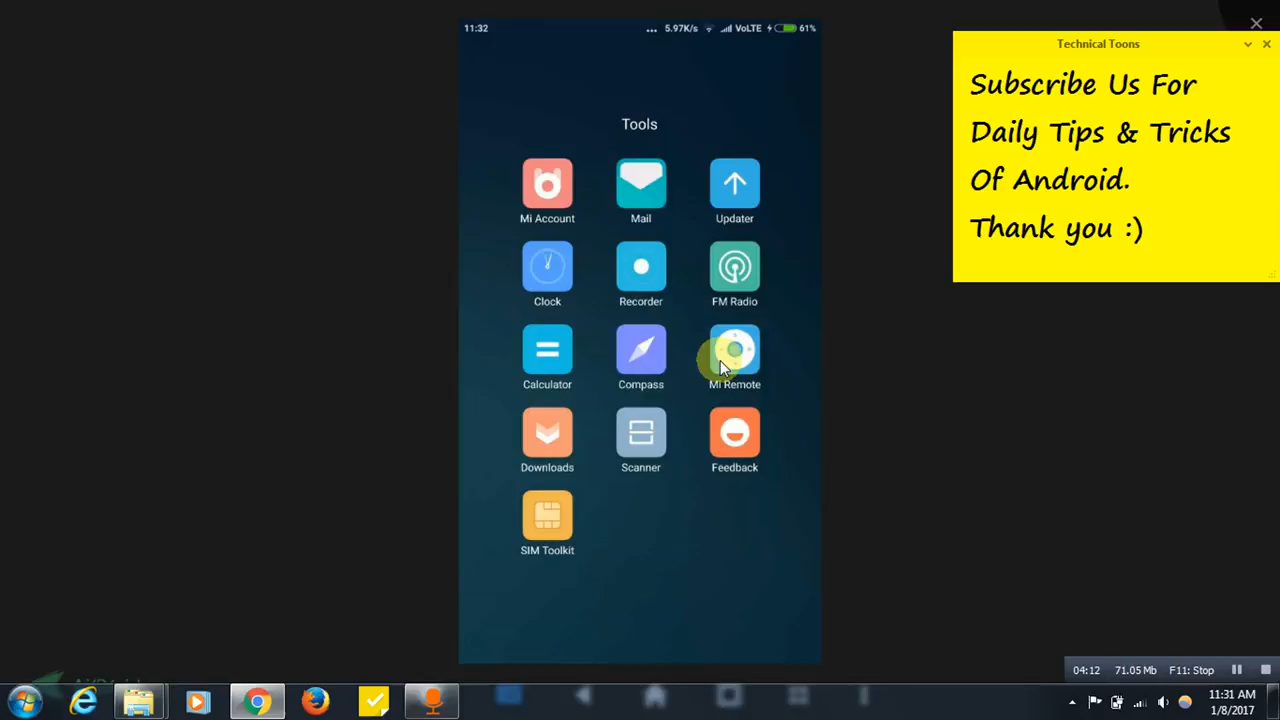 11:32
... 5.97K/s VoLTE 61%
Technical Toons
Subscribe Us For
Daily Tips & Tricks
Of Android.
Thank you :)
Tools
Mi Account Mail Updater
Clock Recorder FM Radio
Calculator Compass Mi Remote
Downloads Scanner Feedback
SIM Toolkit
04:12 71.05 Mb F11: Stop
11:31 AM
1/8/2017